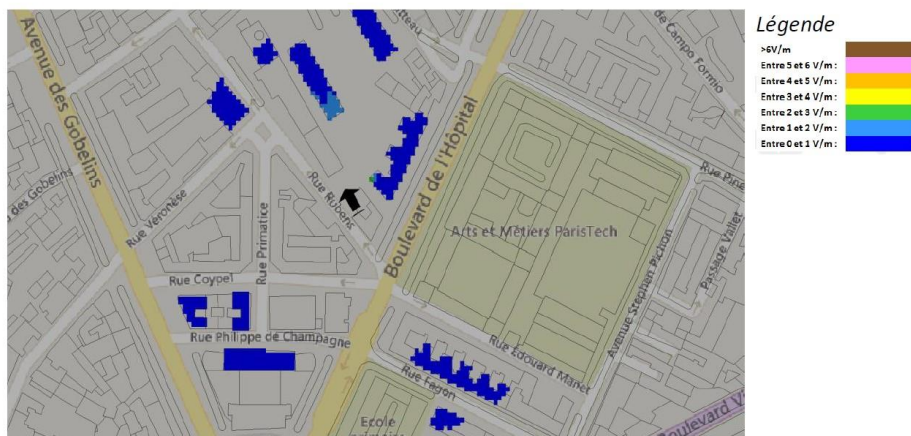 Avenue des Gobelins
Boulevard de l'Hôpital
de Campo Formio
Rue Rubens
Rue Véronèse
Rue Primatice
Arts et Métiers ParisTech
Rue Coypel
Rue Philippe de Champagne
Avenue Stephen Pichon
Passage Vallet
Rue Édouard Manet
Rue Fagon
Ecole
Boulevard
Légende
>6V/m
Entre 5 et 6 V/m :
Entre 4 et 5 V/m :
Entre 3 et 4 V/m :
Entre 2 et 3 V/m :
Entre 1 et 2 V/m :
Entre 0 et 1 V/m :